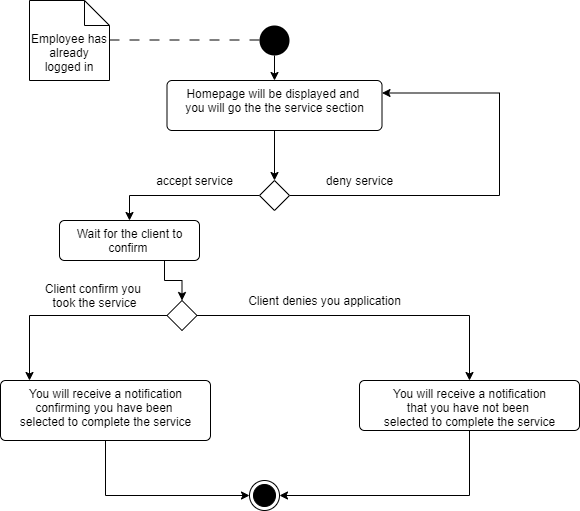 Employee has
already
logged in
Homepage will be displayed and
you will go the the service section
accept service
deny service
Wait for the client to
confirm
Client confirm you
took the service
Client denies you application
You will receive a notification
confirming you have been
selected to complete the service
You will receive a notification
that you have not been
selected to complete the service